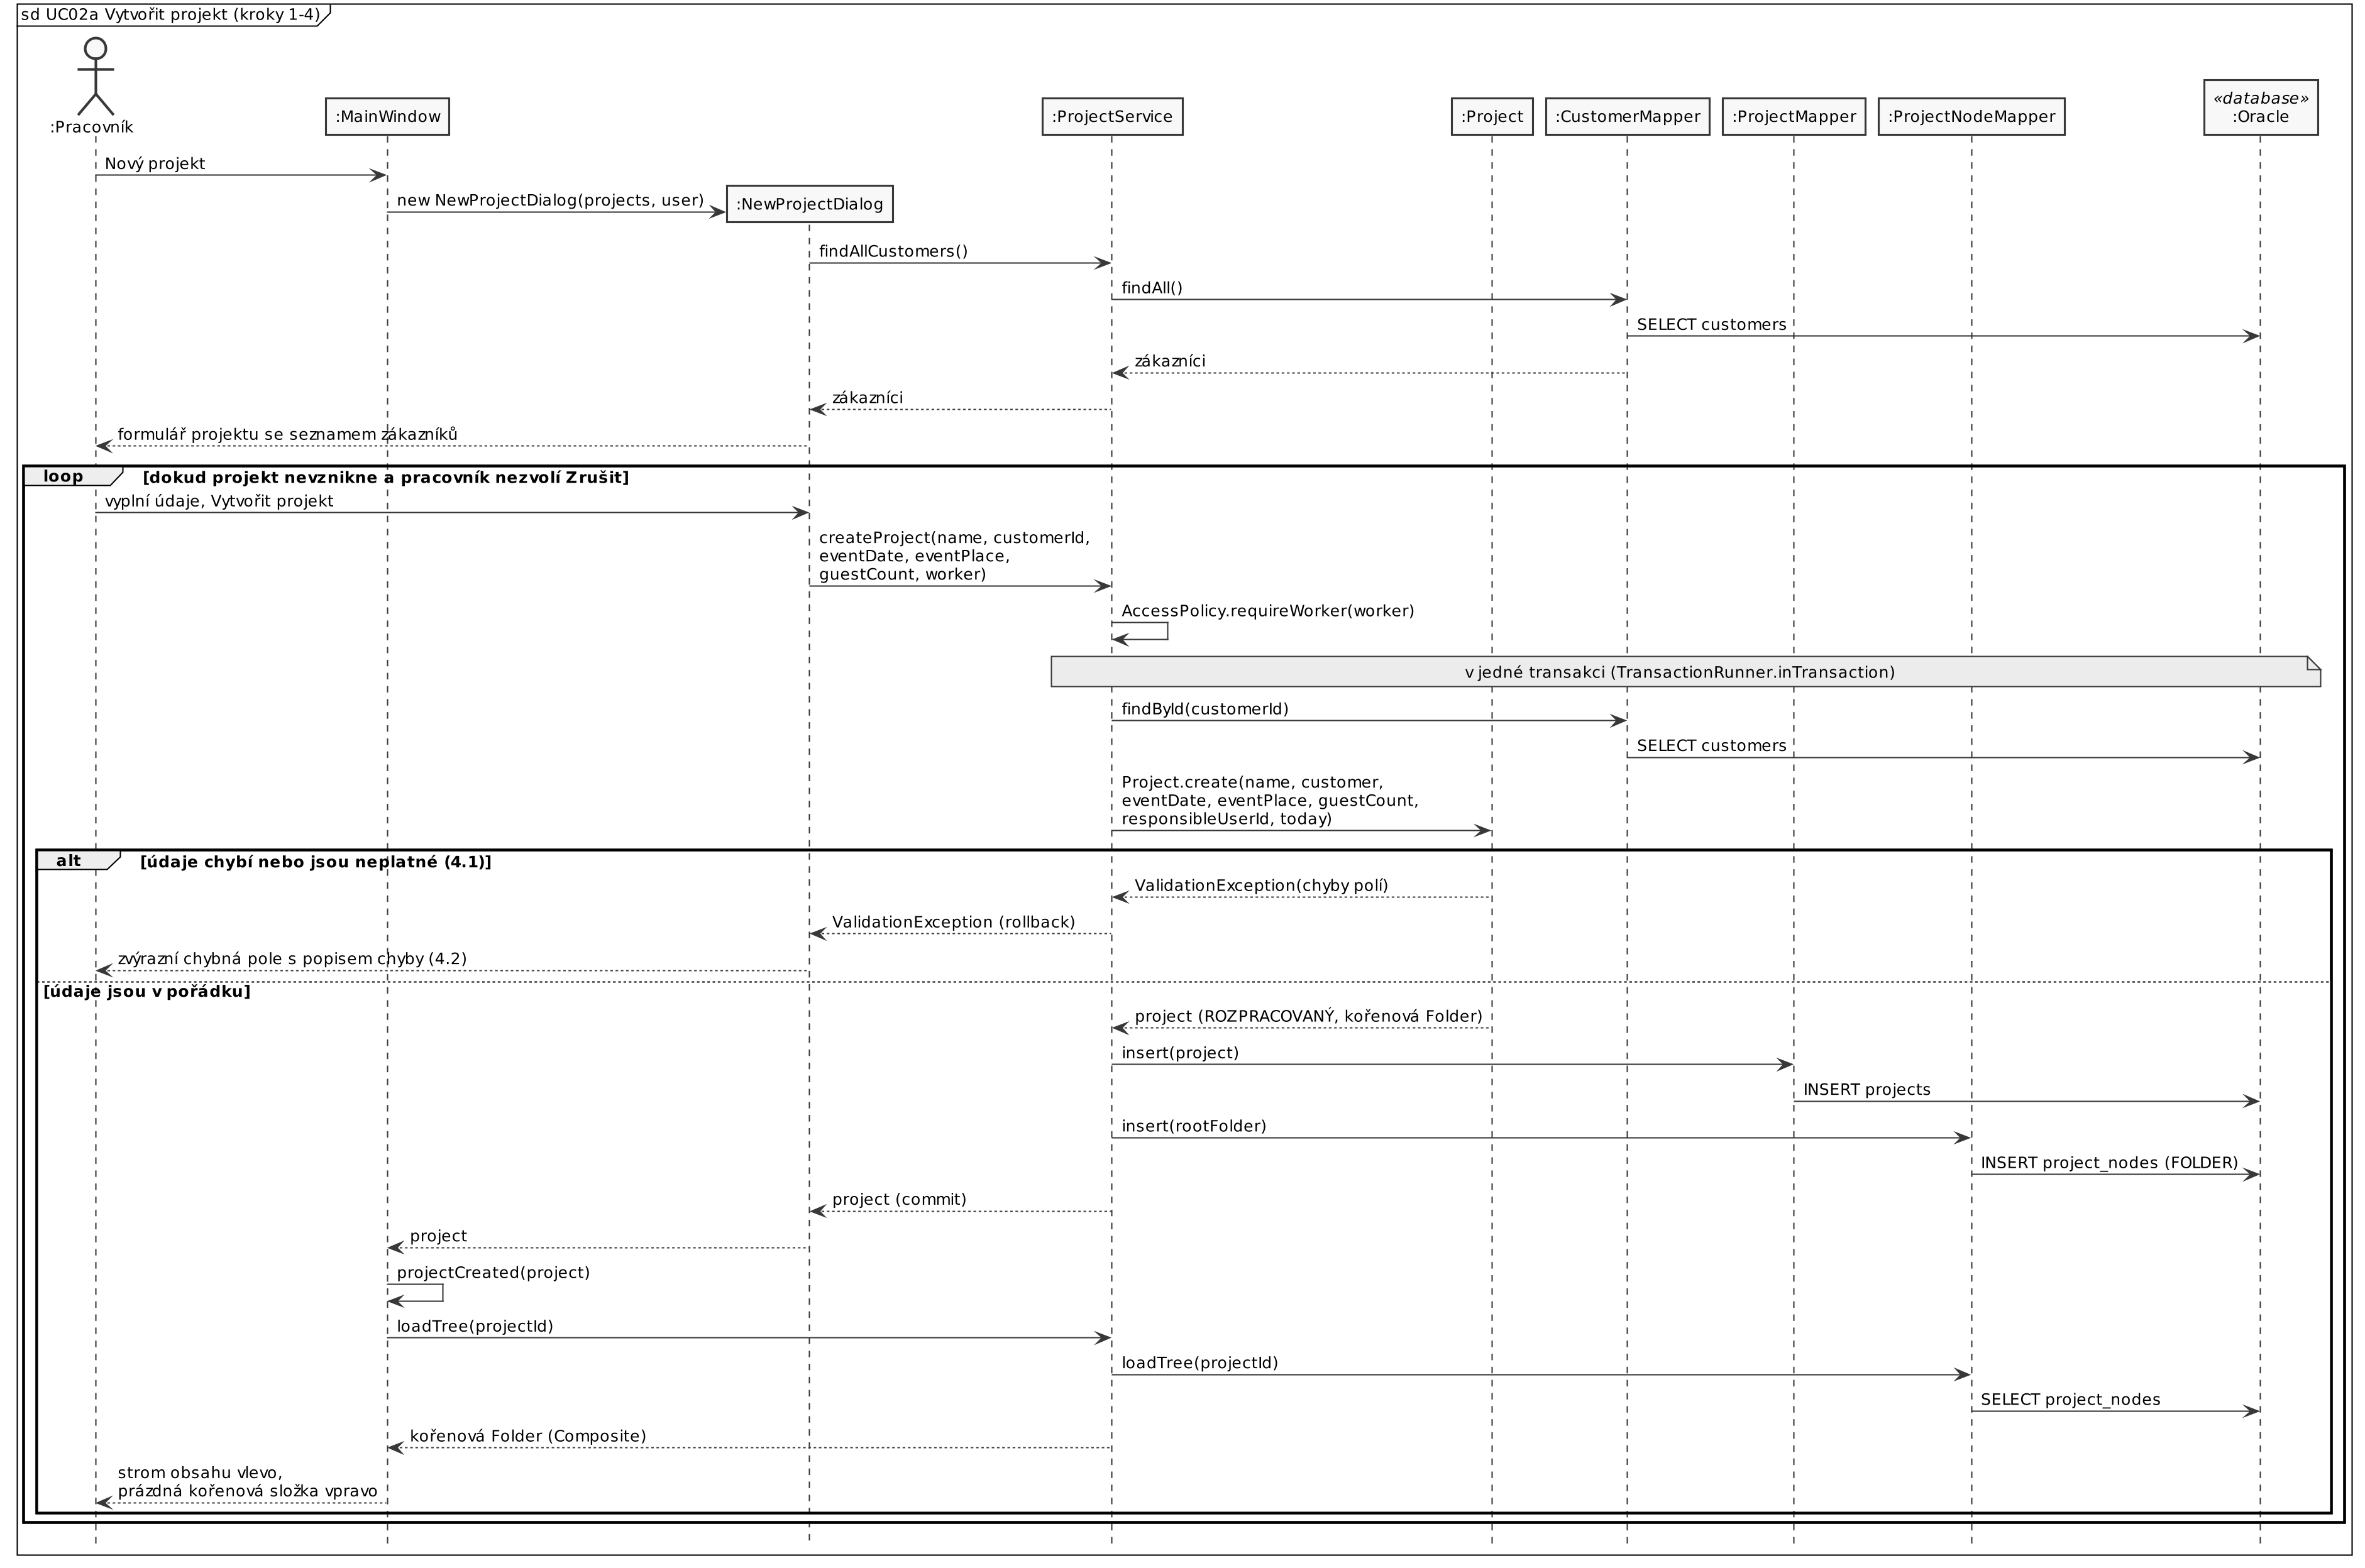 sd UC02a Vytvořit projekt (kroky 1-4)
:Pracovník
:MainWindow
:ProjectService
:Project
:CustomerMapper
:ProjectMapper
:ProjectNodeMapper
«database»
:Oracle
Nový projekt
new NewProjectDialog(projects, user)
:NewProjectDialog
findAllCustomers()
findAll()
SELECT customers
zákazníci
zákazníci
formulář projektu se seznamem zákazníků
loop [dokud projekt nevznikne a pracovník nezvolí Zrušit]
vyplní údaje, Vytvořit projekt
createProject(name, customerId,
eventDate, eventPlace,
guestCount, worker)
AccessPolicy.requireWorker(worker)
v jedné transakci (TransactionRunner.inTransaction)
findById(customerId)
SELECT customers
Project.create(name, customer,
eventDate, eventPlace, guestCount,
responsibleUserId, today)
alt [údaje chybí nebo jsou neplatné (4.1)]
ValidationException(chyby polí)
ValidationException (rollback)
zvýrazní chybná pole s popisem chyby (4.2)
[údaje jsou v pořádku]
project (ROZPRACOVANÝ, kořenová Folder)
insert(project)
INSERT projects
insert(rootFolder)
INSERT project_nodes (FOLDER)
project (commit)
project
projectCreated(project)
loadTree(projectId)
loadTree(projectId)
SELECT project_nodes
kořenová Folder (Composite)
strom obsahu vlevo,
prázdná kořenová složka vpravo